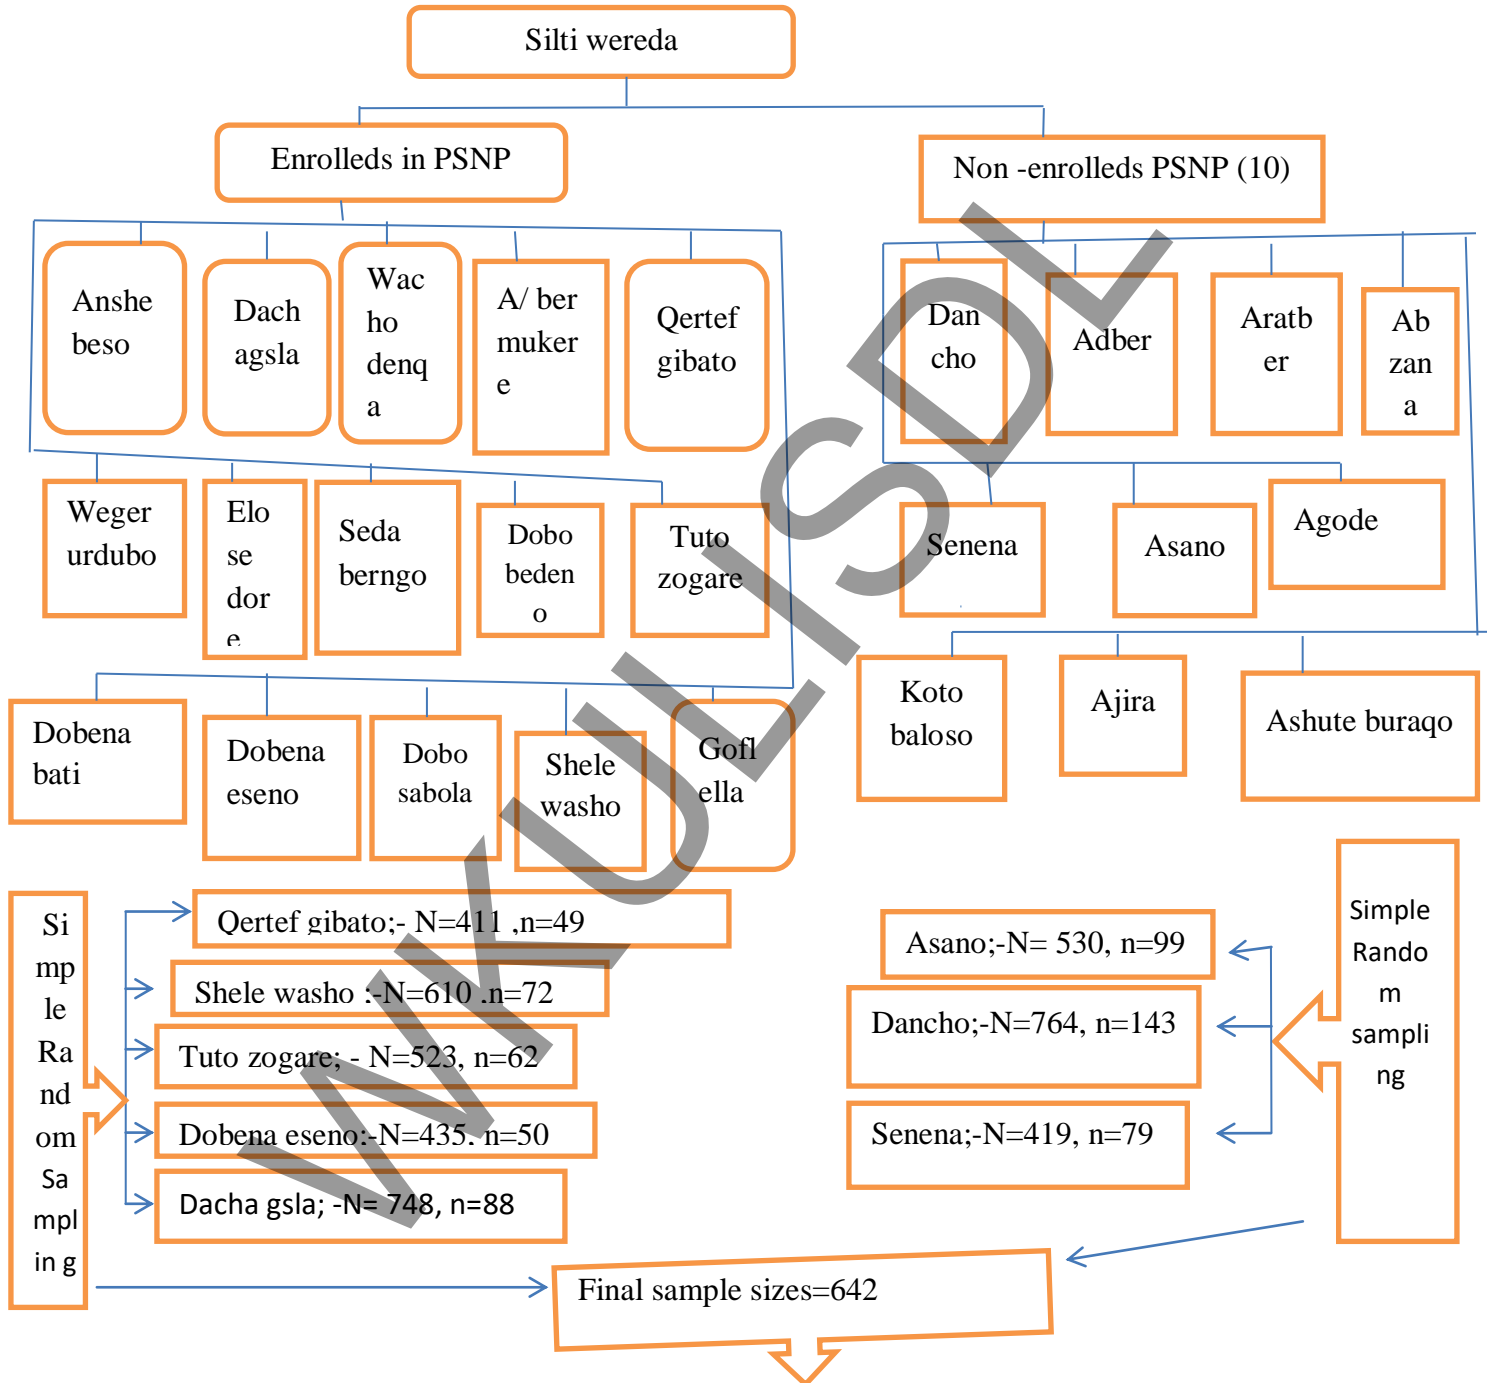 Silti wereda
Enrolleds in PSNP
Non -enrolleds PSNP (10)
Anshe
beso
Dach
agsla
Wac
ho
denq
a
A/ ber
muker
e
Qertef
gibato
Dan
cho
Adber
Aratb
er
Ab
zan
a
Weger
urdubo
Elo
se
dor
e
Seda
berngo
Dobo
beden
o
Tuto
zogare
Senena
Asano
Agode
Dobena
bati
Dobena
eseno
Dobo
sabola
Shele
washo
Gofl
ella
Koto
baloso
Ajira
Ashute buraqo
Si
mp
le
Ra
nd
om
Sa
mpl
in g
Qertef gibato;- N=411 ,n=49
Shele washo :-N=610 ,n=72
Tuto zogare; - N=523, n=62
Dobena eseno:-N=435, n=50
Dacha gsla; -N= 748, n=88
Asano;-N= 530, n=99
Dancho;-N=764, n=143
Senena;-N=419, n=79
Simple
Rando
m
sampli
ng
Final sample sizes=642
WKULISDL